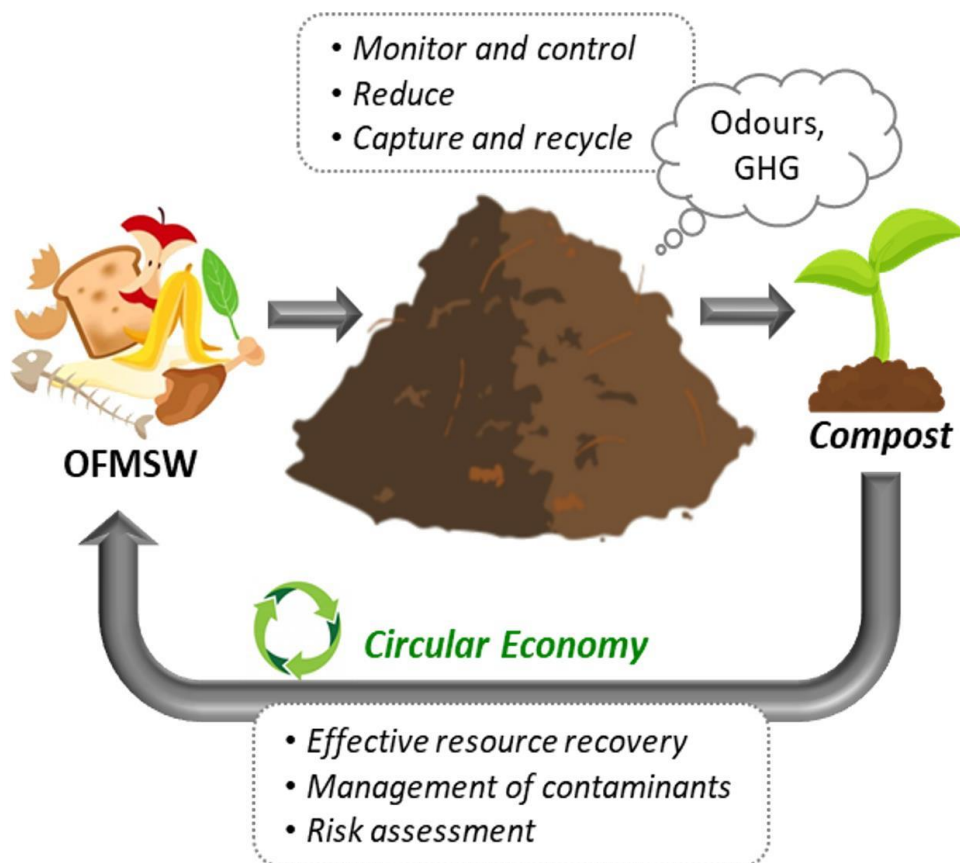 • Monitor and control
• Reduce
• Capture and recycle
Odours,
GHG
OFMSW
Compost
Circular Economy
• Effective resource recovery
• Management of contaminants
• Risk assessment